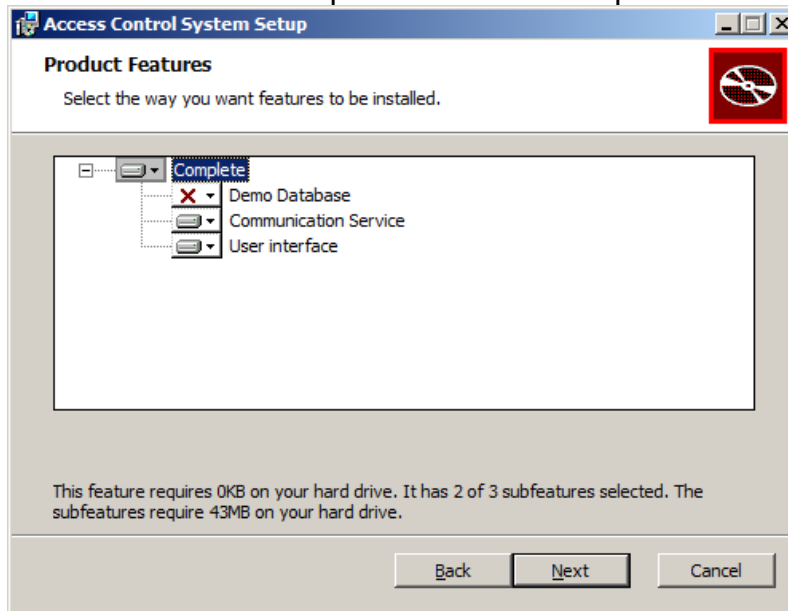 Access Control System Setup
Product Features
Select the way you want features to be installed.
Complete
Demo Database
Communication Service
User interface
This feature requires 0KB on your hard drive. It has 2 of 3 subfeatures selected. The
subfeatures require 43MB on your hard drive.
Back Next Cancel